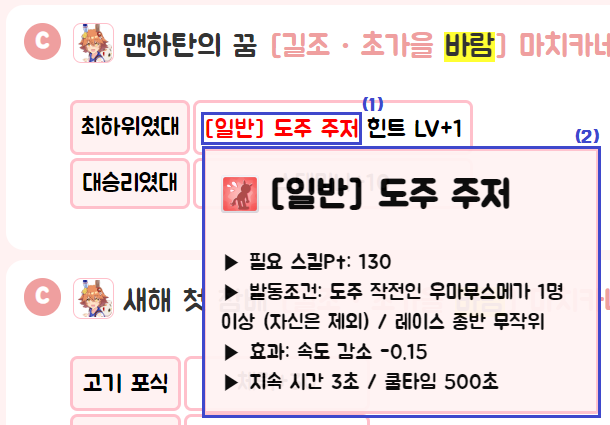 C 맨하탄의 꿈 [길조 · 초가을 바람] 마치카네
(1)
최하위였대 [일반] 도주 주저 힌트 LV+1
(2)
대승리였대
[일반] 도주 주저
▶ 필요 스킬Pt: 130
▶ 발동조건: 도주 작전인 우마무스메가 1명
이상 (자신은 제외) / 레이스 종반 무작위
▶ 효과: 속도 감소 -0.15
▶ 지속 시간 3초 / 쿨타임 500초
C 새해 첫
고기 포식